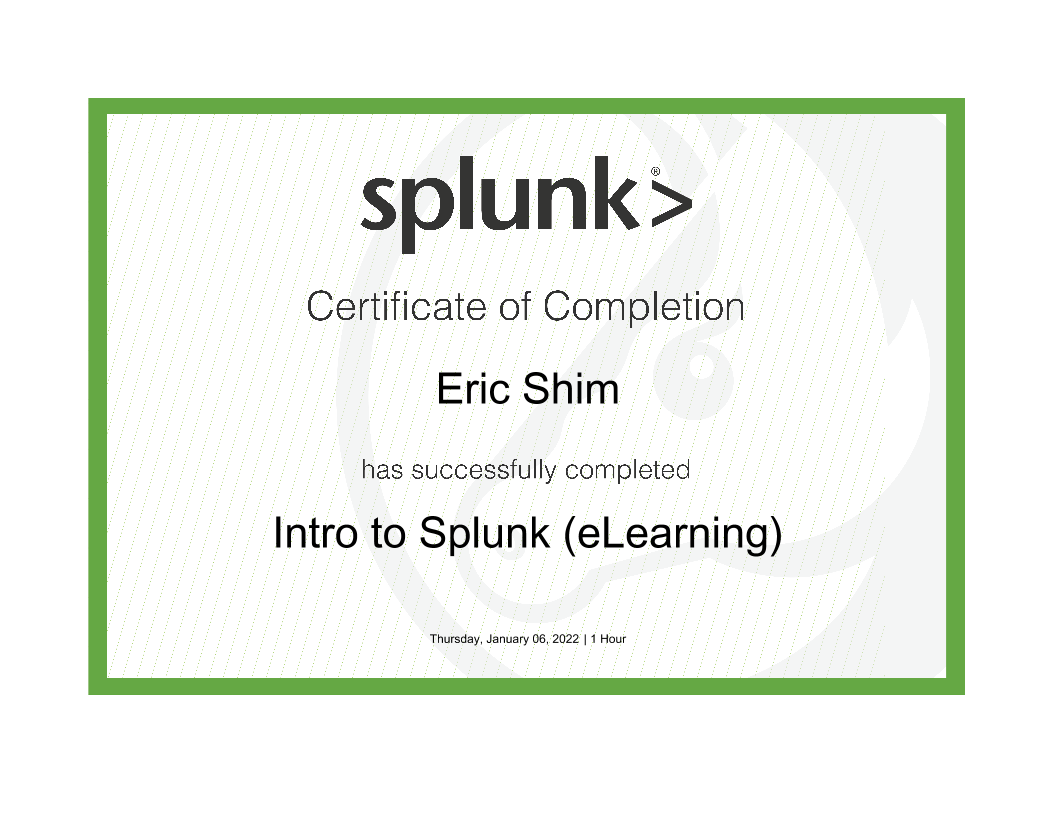 splunk>®
Certificate of Completion
Eric Shim
has successfully completed
Intro to Splunk (eLearning)
Thursday, January 06, 2022 | 1 Hour